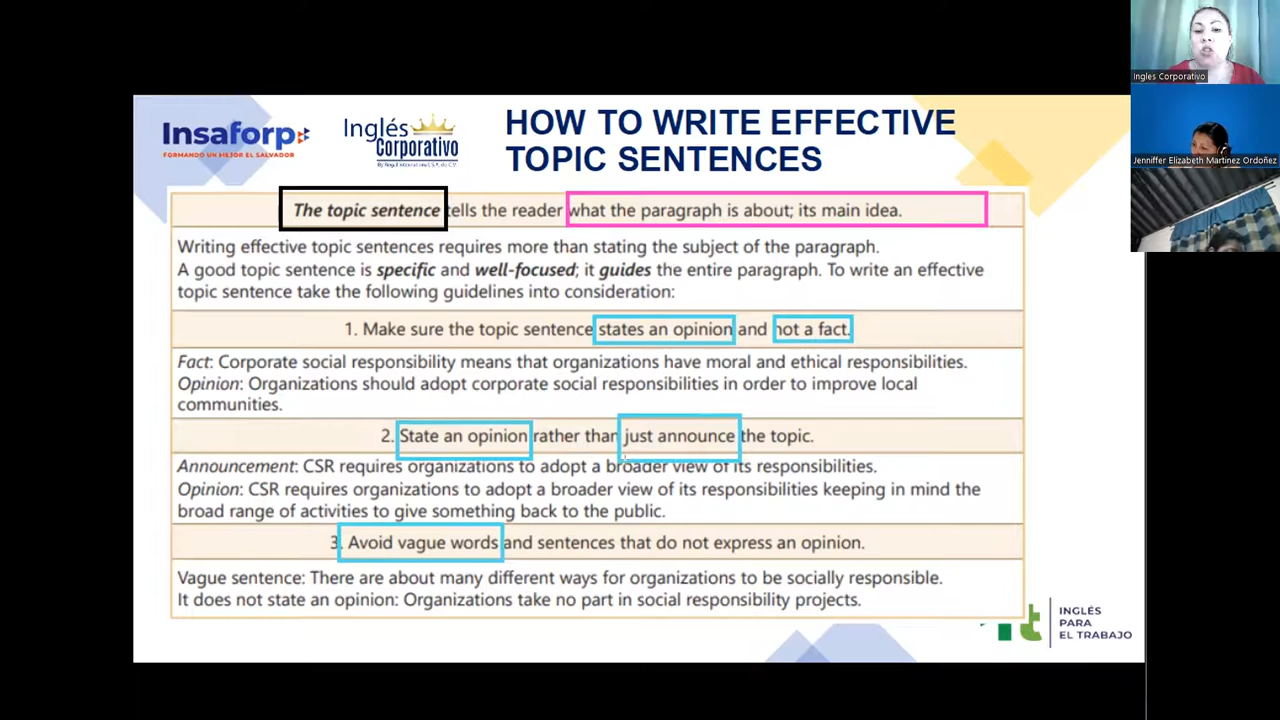 Ingles Corporativo
Jenniffer Elizabeth Martinez Ordoñez
Insaforp
FORMANDO UN MEJOR EL SALVADOR
Inglés
Corporativo
HOW TO WRITE EFFECTIVE
TOPIC SENTENCES
The topic sentence tells the reader what the paragraph is about; its main idea.
Writing effective topic sentences requires more than stating the subject of the paragraph.
A good topic sentence is specific and well-focused; it guides the entire paragraph. To write an effective
topic sentence take the following guidelines into consideration:
1. Make sure the topic sentence states an opinion and not a fact.
Fact: Corporate social responsibility means that organizations have moral and ethical responsibilities.
Opinion: Organizations should adopt corporate social responsibilities in order to improve local
communities.
2. State an opinion rather than just announce the topic.
Announcement: CSR requires organizations to adopt a broader view of its responsibilities.
Opinion: CSR requires organizations to adopt a broader view of its responsibilities keeping in mind the
broad range of activities to give something back to the public.
3. Avoid vague words and sentences that do not express an opinion.
Vague sentence: There are about many different ways for organizations to be socially responsible.
It does not state an opinion: Organizations take no part in social responsibility projects.
INGLÉS
PARA
EL TRABAJO